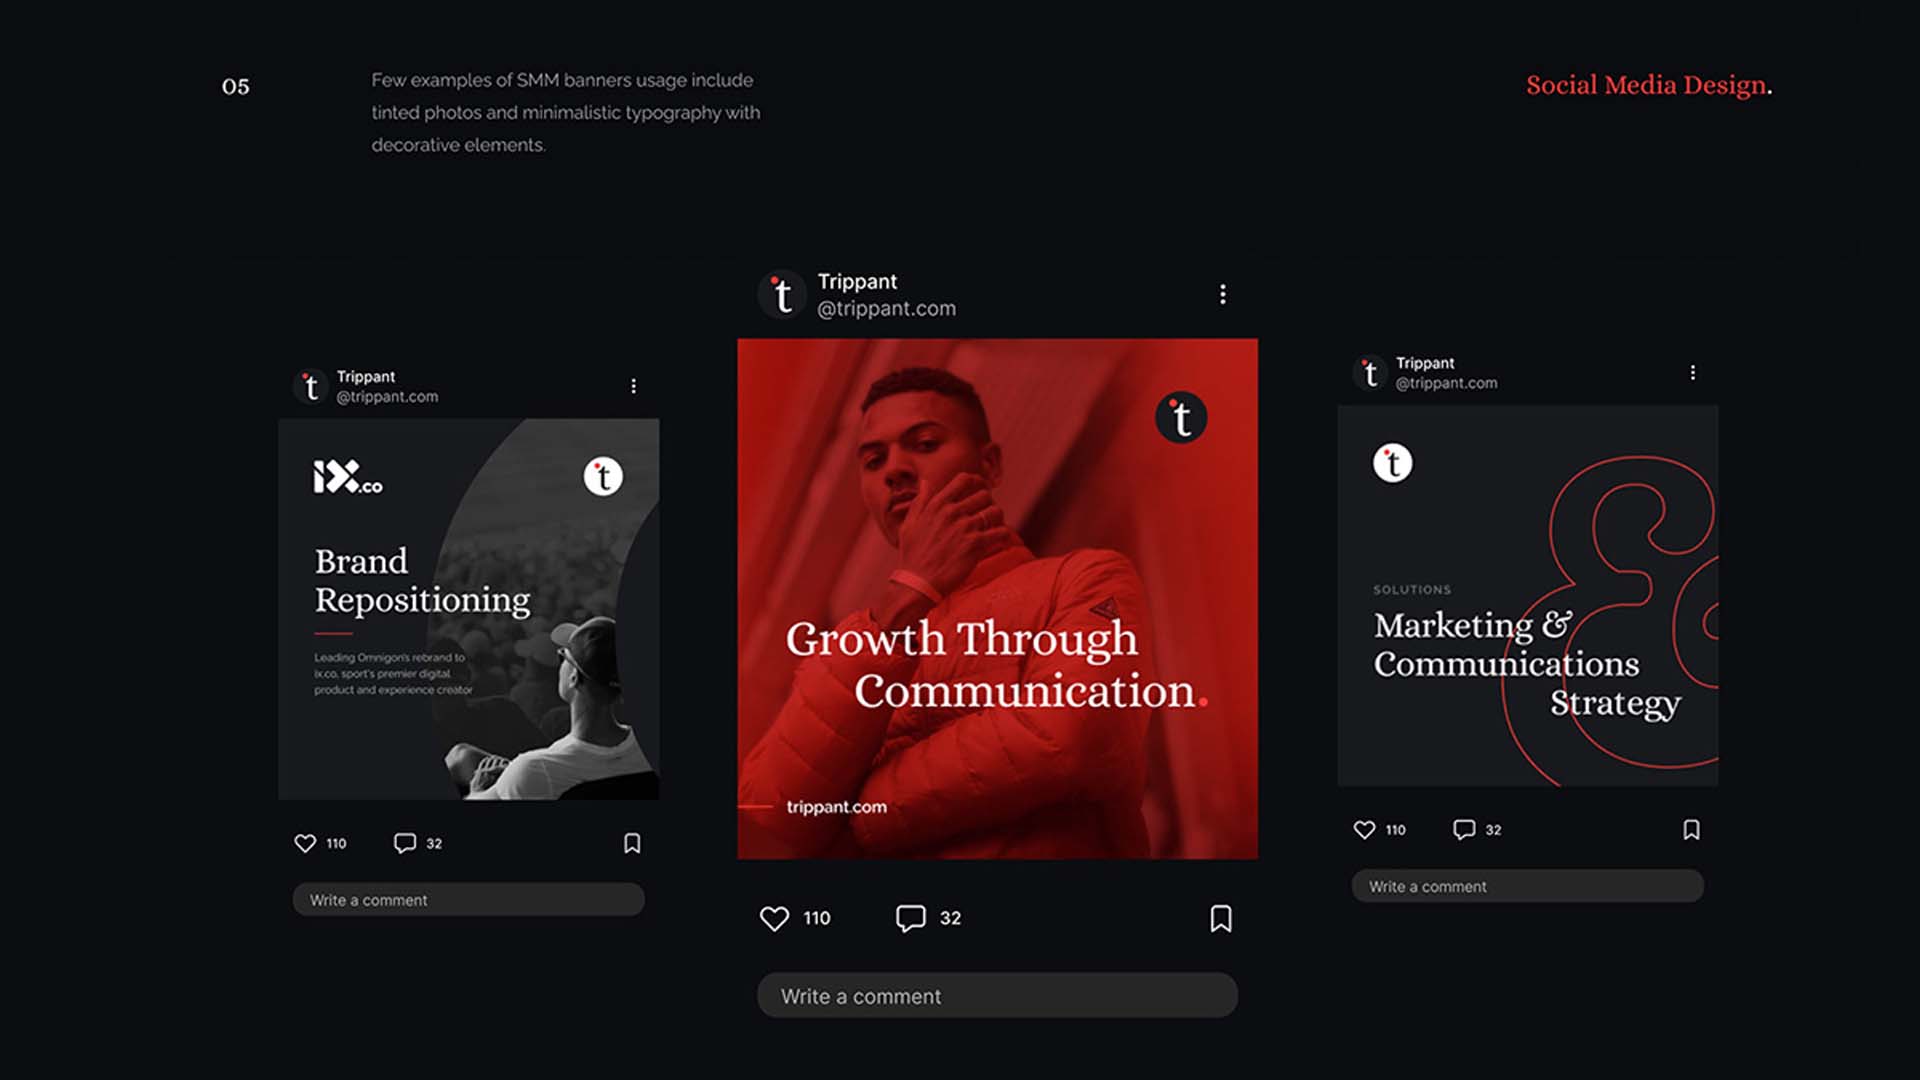 05
Few examples of SMM banners usage include
tinted photos and minimalistic typography with
decorative elements.
Social Media Design.
Trippant
@trippant.com
ix.co
t
Brand
Repositioning
Leading Omnigon's rebrand to
ix.co, sport's premier digital
product and experience creator
110
32
Write a comment
t
Trippant
@trippant.com
t
Growth Through
Communication.
trippant.com
110
32
Write a comment
t
Trippant
@trippant.com
t
SOLUTIONS
Marketing &
Communications
Strategy
&
110
32
Write a comment